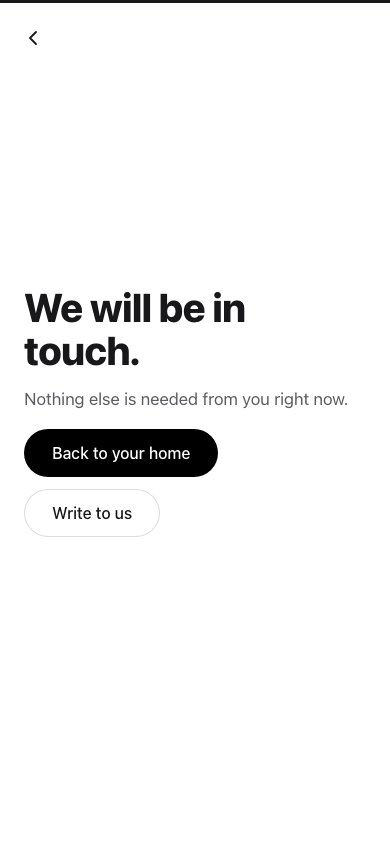 We will be in
touch.
Nothing else is needed from you right now.
Back to your home
Write to us